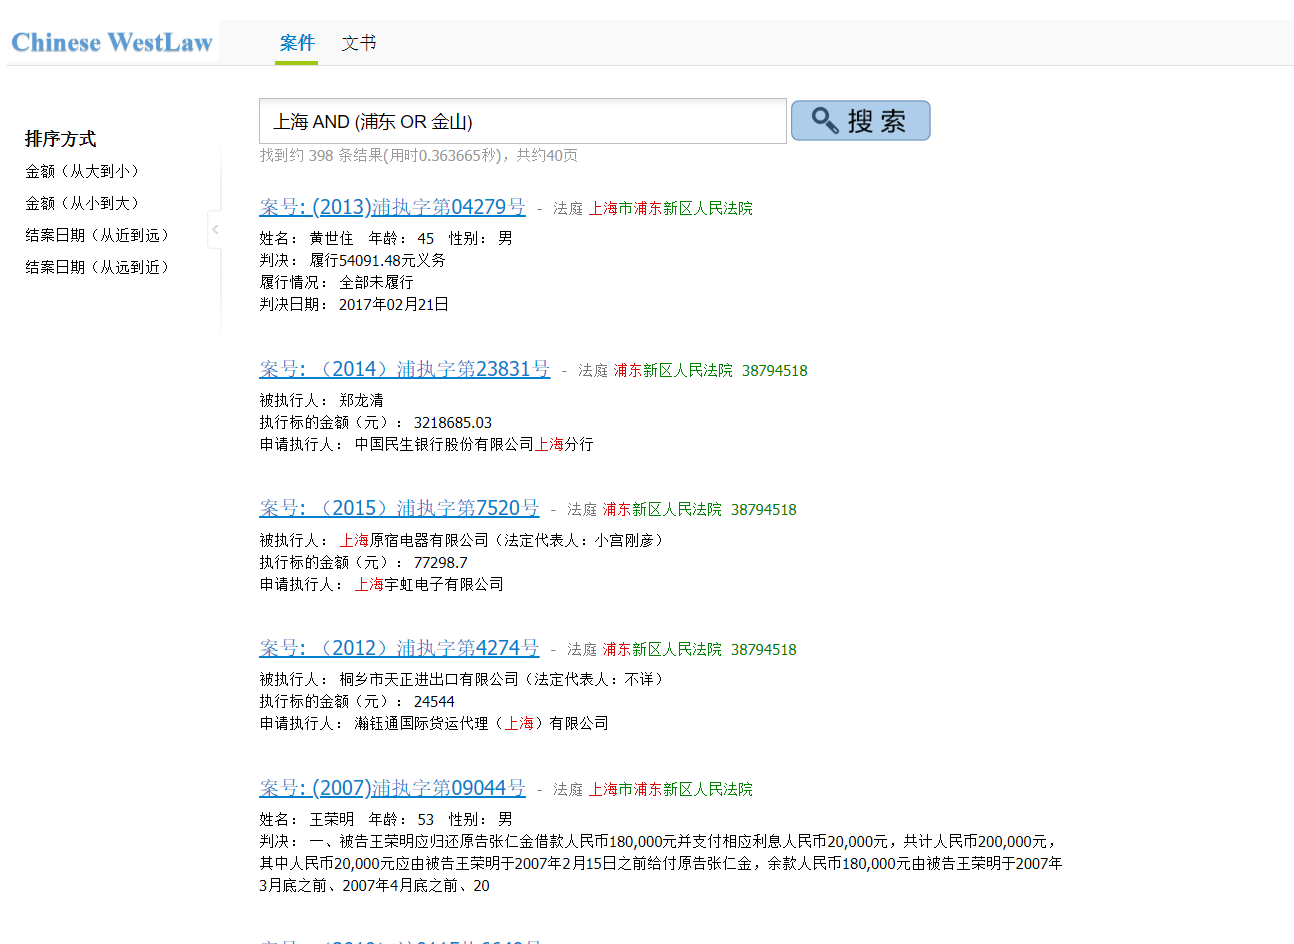 Chinese WestLaw
案件 文书
上海 AND (浦东 OR 金山)
搜索
找到约 398 条结果(用时0.363665秒)，共约40页
排序方式
金额（从大到小）
金额（从小到大）
结案日期（从近到远）
结案日期（从远到近）
案号: (2013)浦执字第04279号 - 法庭 上海市浦东新区人民法院
姓名： 黄世住 年龄： 45 性别： 男
判决： 履行54091.48元义务
履行情况： 全部未履行
判决日期： 2017年02月21日
案号: （2014）浦执字第23831号 - 法庭 浦东新区人民法院 38794518
被执行人： 郑龙清
执行标的金额（元）： 3218685.03
申请执行人： 中国民生银行股份有限公司上海分行
案号: （2015）浦执字第7520号 - 法庭 浦东新区人民法院 38794518
被执行人： 上海原宿电器有限公司（法定代表人：小宫刚彦）
执行标的金额（元）： 77298.7
申请执行人： 上海宇虹电子有限公司
案号: （2012）浦执字第4274号 - 法庭 浦东新区人民法院 38794518
被执行人： 桐乡市天正进出口有限公司（法定代表人：不详）
执行标的金额（元）： 24544
申请执行人： 瀚钰通国际货运代理（上海）有限公司
案号: (2007)浦执字第09044号 - 法庭 上海市浦东新区人民法院
姓名： 王荣明 年龄： 53 性别： 男
判决： 一、被告王荣明应归还原告张仁金借款人民币180,000元并支付相应利息人民币20,000元，共计人民币200,000元，
其中人民币20,000元应由被告王荣明于2007年2月15日之前给付原告张仁金，余款人民币180,000元由被告王荣明于2007年
3月底之前、2007年4月底之前、20